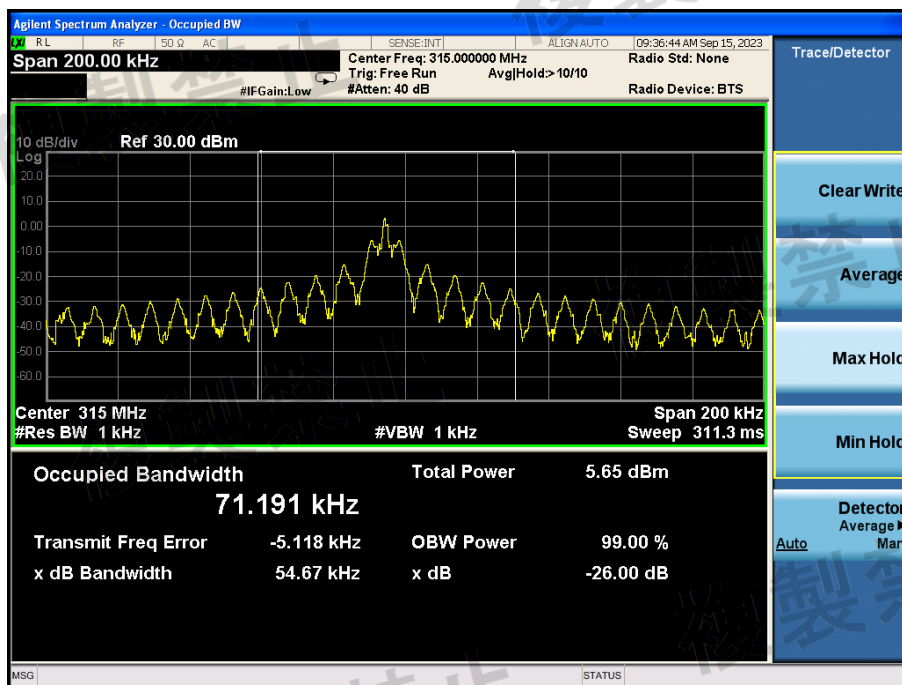 Agilent Spectrum Analyzer - Occupied BW
LXI RL RF 50 Ω AC SENSE:INT ALIGN AUTO 09:36:44 AM Sep 15, 2023
Span 200.00 kHz
Center Freq: 315.000000 MHz
Radio Std: None
Trig: Free Run Avg|Hold:> 10/10
#IFGain:Low #Atten: 40 dB
Radio Device: BTS
10 dB/div Ref 30.00 dBm
Log
20.0
10.0
0.00
-10.0
-20.0
-30.0
-40.0
-50.0
-60.0
Center 315 MHz Span 200 kHz
#Res BW 1 kHz #VBW 1 kHz Sweep 311.3 ms
Occupied Bandwidth Total Power 5.65 dBm
71.191 kHz
Transmit Freq Error -5.118 kHz OBW Power 99.00 %
x dB Bandwidth 54.67 kHz x dB -26.00 dB
MSG STATUS
Trace/Detector
Clear Write
Average
Max Hold
Min Hold
Detector
Average
Auto Man
複製禁止